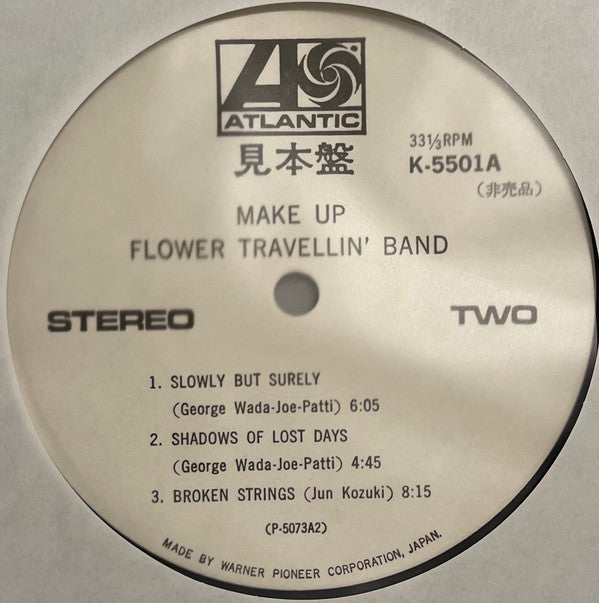 ATLANTIC
見本盤
33⅓RPM
K-5501A
(非売品)
MAKE UP
FLOWER TRAVELLIN' BAND
STEREO
TWO
1. SLOWLY BUT SURELY
(George Wada-Joe-Patti) 6:05
2. SHADOWS OF LOST DAYS
(George Wada-Joe-Patti) 4:45
3. BROKEN STRINGS (Jun Kozuki) 8:15
(P-5073A2)
MADE BY WARNER PIONEER CORPORATION, JAPAN.